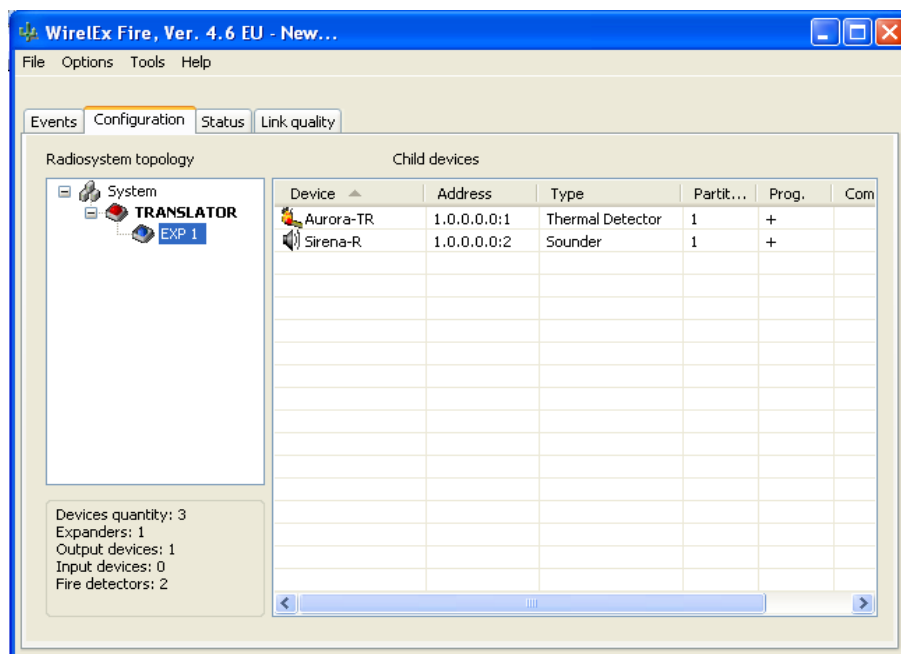 WirelEx Fire, Ver. 4.6 EU - New...
File Options Tools Help
Events Configuration Status Link quality
Radiosystem topology Child devices
System
TRANSLATOR
EXP 1
Device Address Type Partit... Prog. Com
Aurora-TR 1.0.0.0.0:1 Thermal Detector 1 +
Sirena-R 1.0.0.0.0:2 Sounder 1 +
Devices quantity: 3
Expanders: 1
Output devices: 1
Input devices: 0
Fire detectors: 2